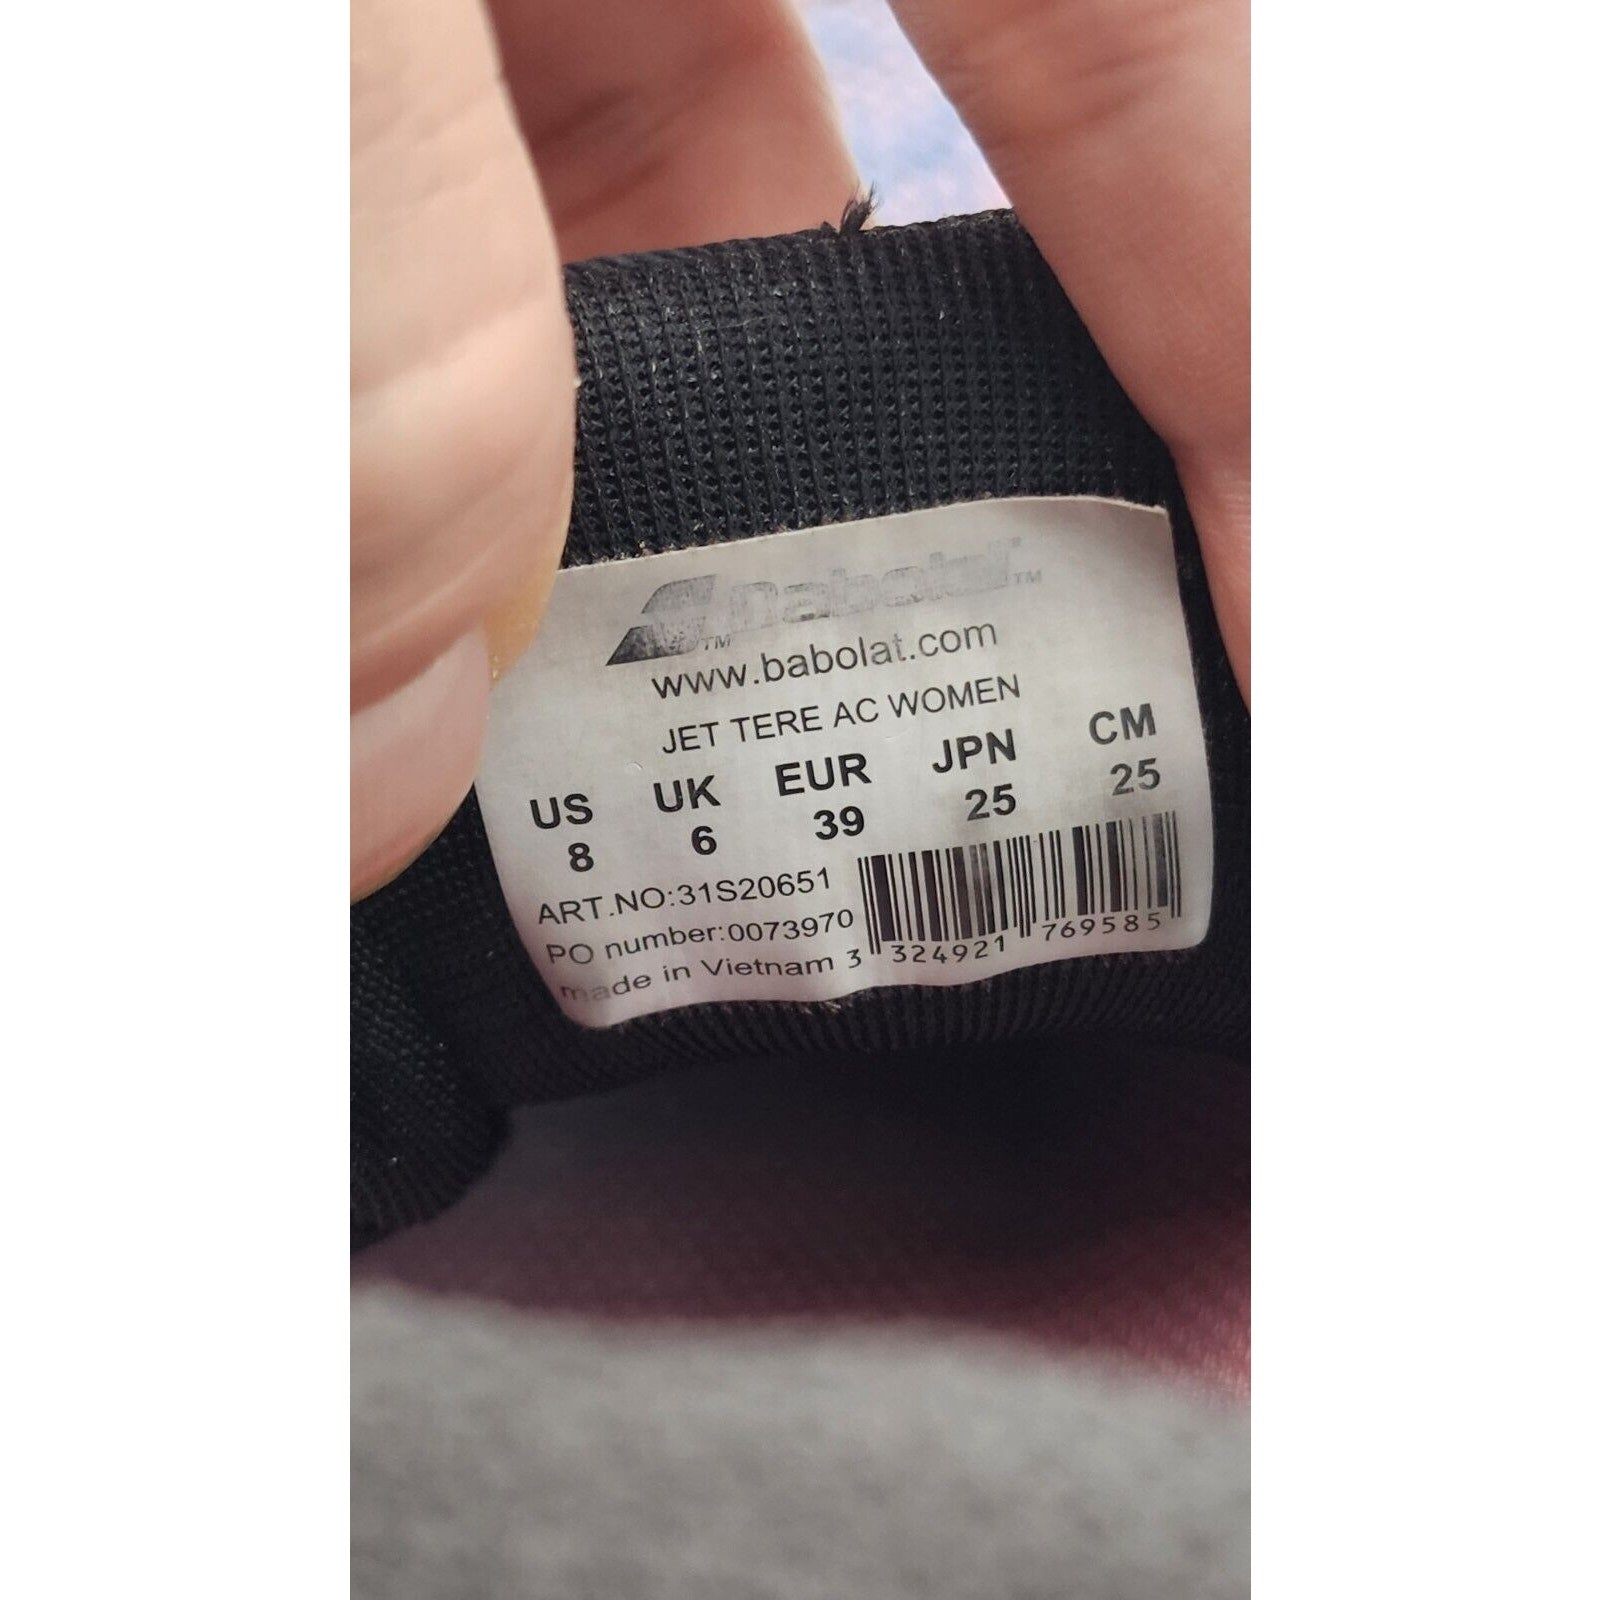 Babolat™
™
www.babolat.com
JET TERE AC WOMEN
US UK EUR JPN CM
8 6 39 25 25
ART.NO:31S20651
PO number:0073970
made in Vietnam
3 324921 769585